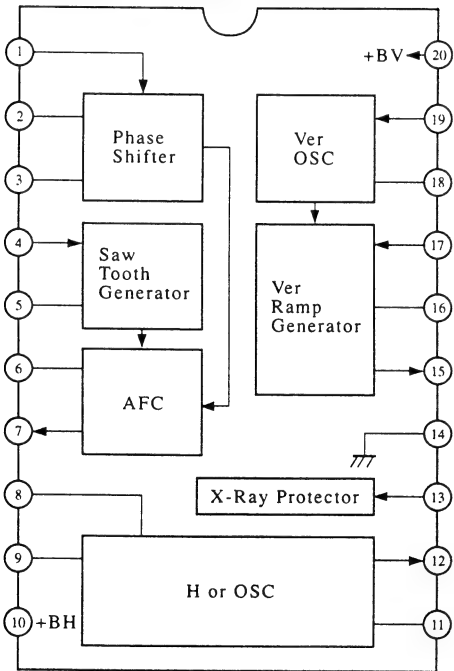 1
2
3
4
5
6
7
8
9
10
+BH
Phase
Shifter
Saw
Tooth
Generator
AFC
Ver
OSC
Ver
Ramp
Generator
X-Ray Protector
H or OSC
+BV
20
19
18
17
16
15
14
13
12
11